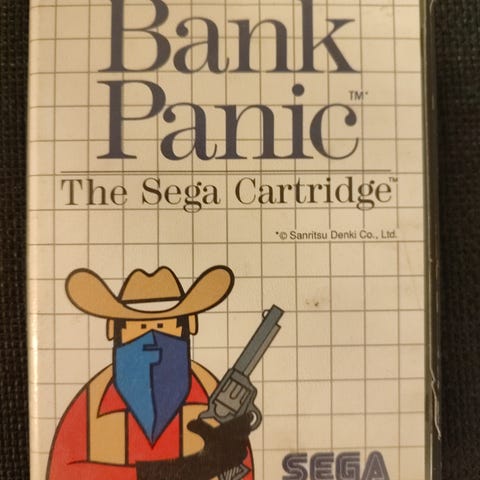 Bank
Panic™*
The Sega Cartridge™
*© Sanritsu Denki Co., Ltd.
SEGA